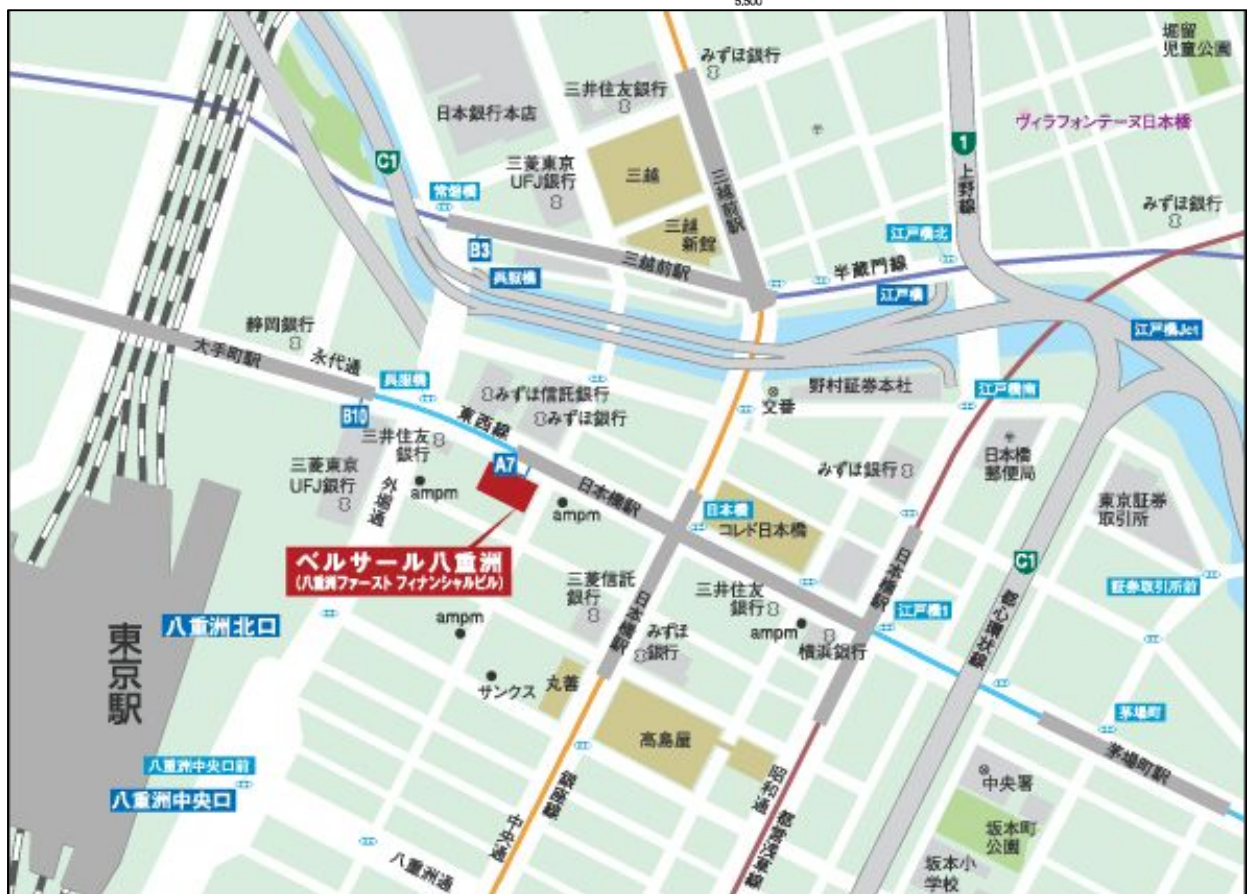 5,500
堀留
児童公園
みずほ銀行
三井住友銀行
日本銀行本店
ヴィラフォンテーヌ日本橋
1
上野線
C1
三菱東京
UFJ銀行
三越
三越前駅
常盤橋
みずほ銀行
三越
新館
江戸橋北
B3
呉服橋
三越前駅
半蔵門線
江戸橋
静岡銀行
江戸橋Jct
大手町駅
永代通
呉服橋
みずほ信託銀行
野村証券本社
江戸橋南
交番
B10
みずほ銀行
東西線
三井住友
銀行
日本橋
郵便局
A7
三菱東京
UFJ銀行
みずほ銀行
ampm
外堀通
日本橋駅
ampm
東京証券
取引所
日本橋
コレド日本橋
ベルサール八重洲
(八重洲ファースト フィナンシャルビル)
C1
日本橋駅
三菱信託
銀行
三井住友
銀行
証券取引所前
日本橋駅
ampm
ampm
江戸橋1
都心環状線
八重洲北口
みずほ
銀行
横浜銀行
東京駅
サンクス
丸善
茅場町
高島屋
茅場町駅
八重洲中央口前
昭和通
中央署
八重洲中央口
銀座線
坂本町
公園
中央通
都営浅草線
八重洲通
坂本小
学校